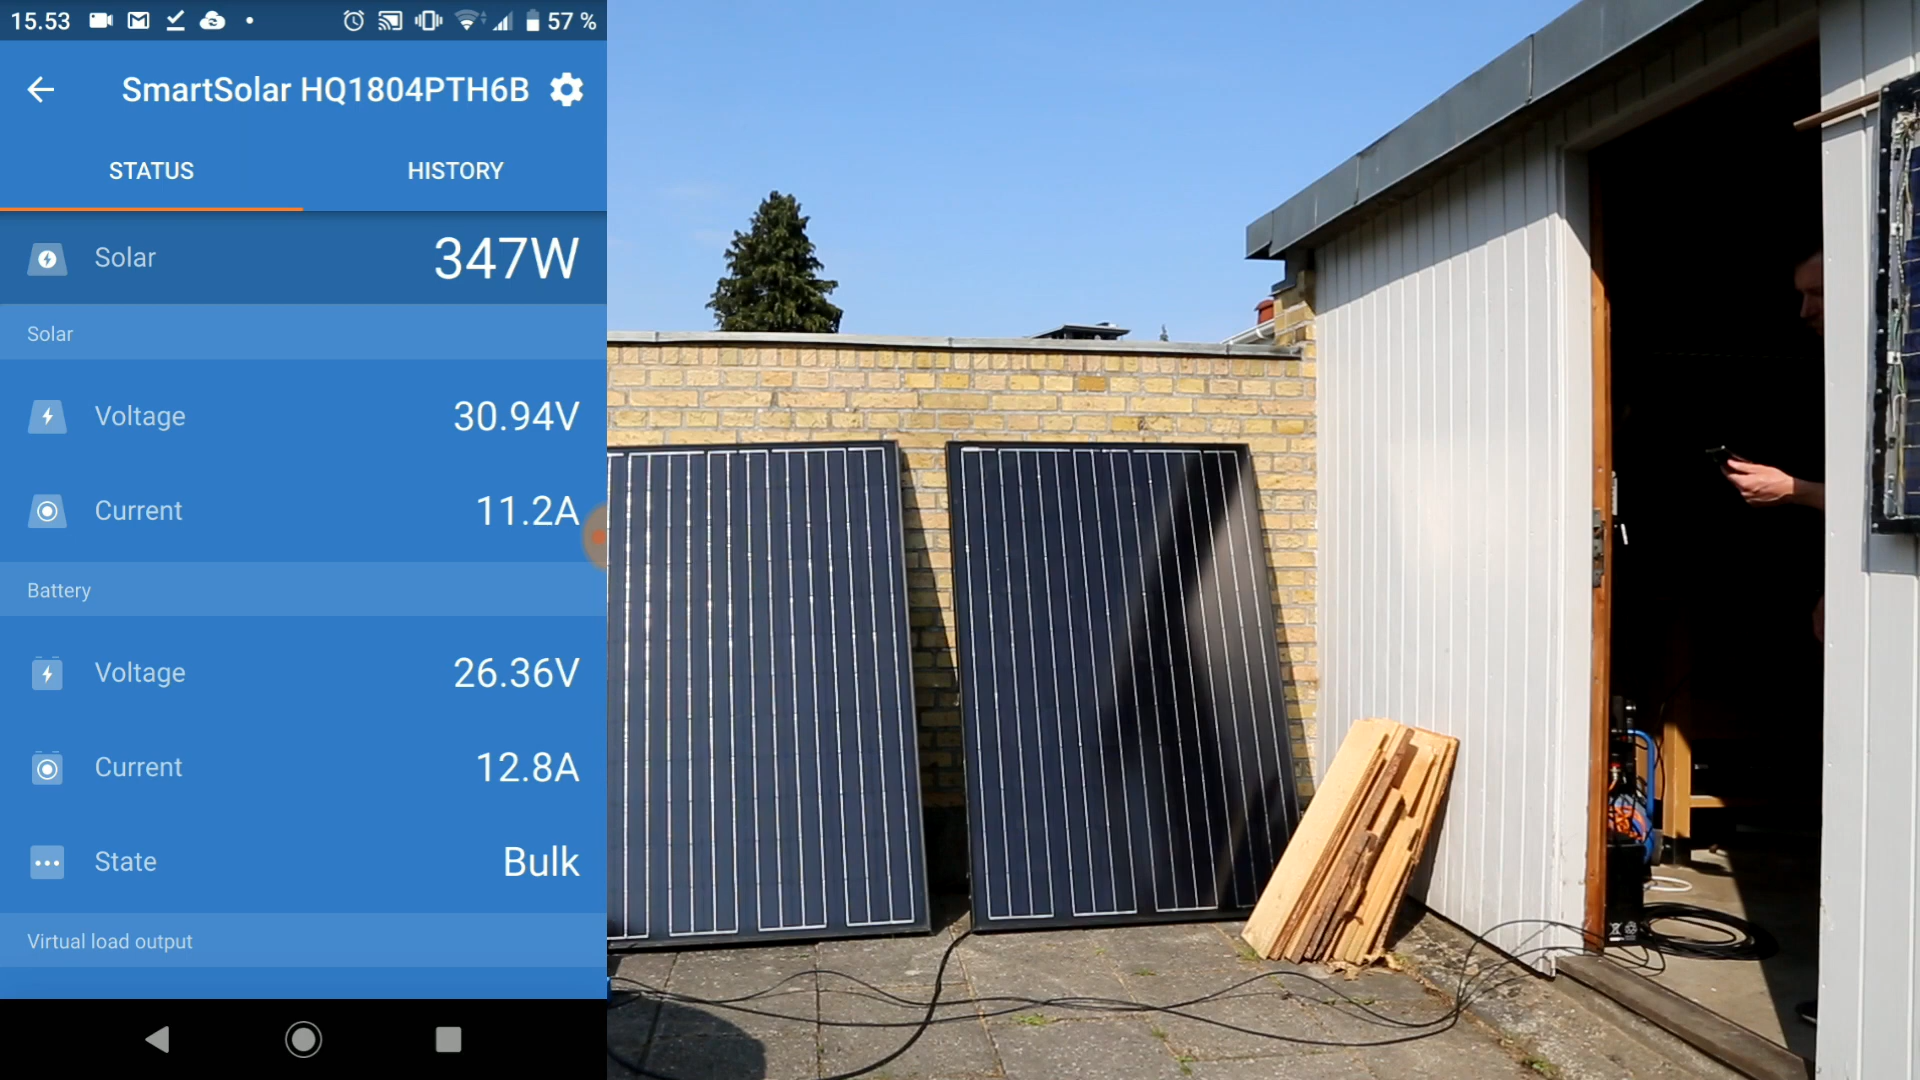 15.53 57 %
SmartSolar HQ1804PTH6B
STATUS HISTORY
Solar 347W
Solar
Voltage 30.94V
Current 11.2A
Battery
Voltage 26.36V
Current 12.8A
State Bulk
Virtual load output